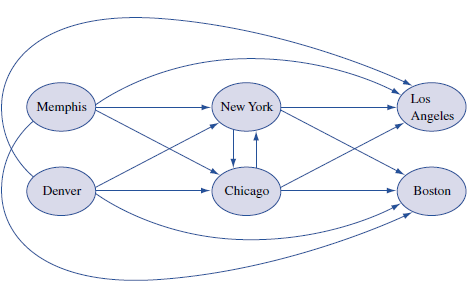 Memphis
New York
Los
Angeles
Denver
Chicago
Boston